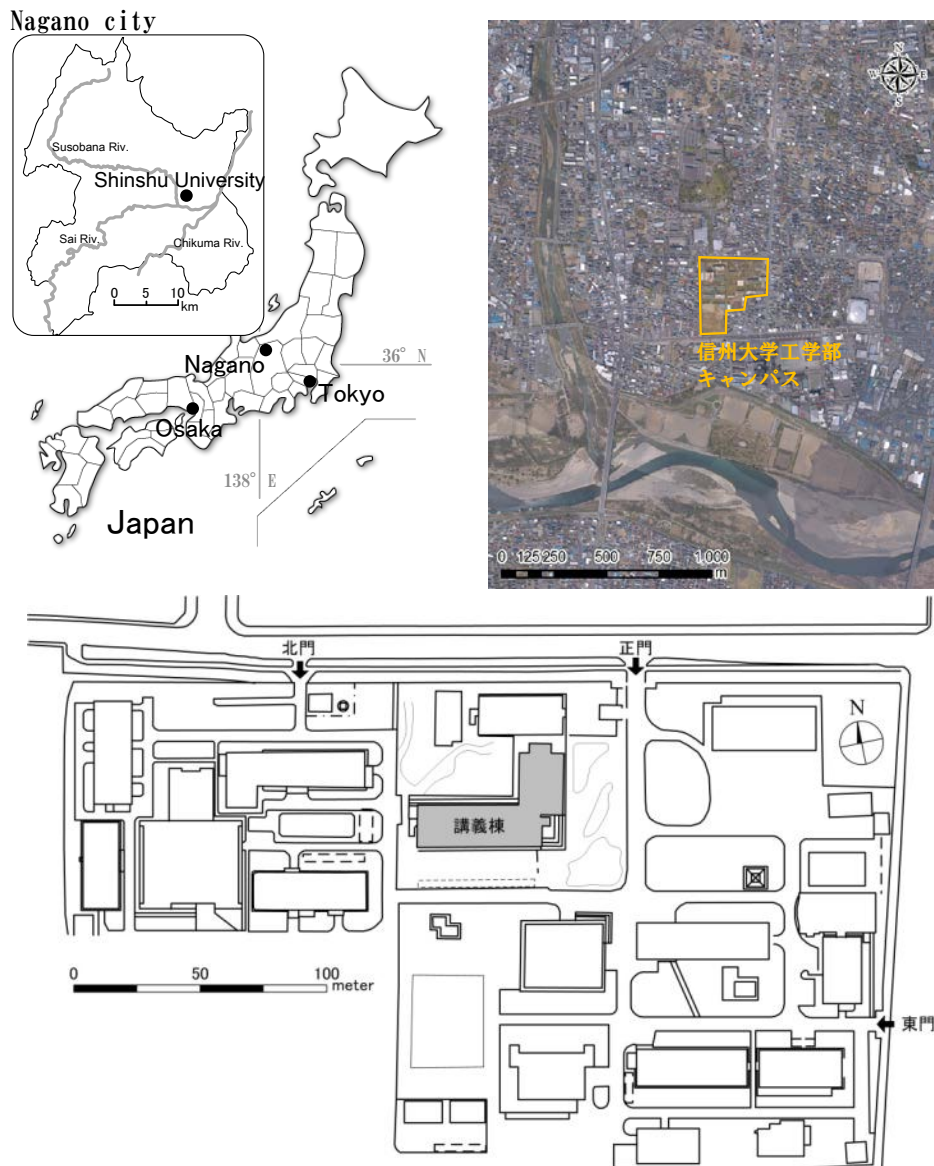 Nagano city
Susobana Riv.
Shinshu University
Sai Riv.
Chikuma Riv.
0 5 10
km
Nagano
36° N
Tokyo
Osaka
138° E
Japan
N
W E
S
信州大学工学部
キャンパス
0 125 250 500 750 1,000
m
北門
正門
N
講義棟
0 50 100
meter
東門